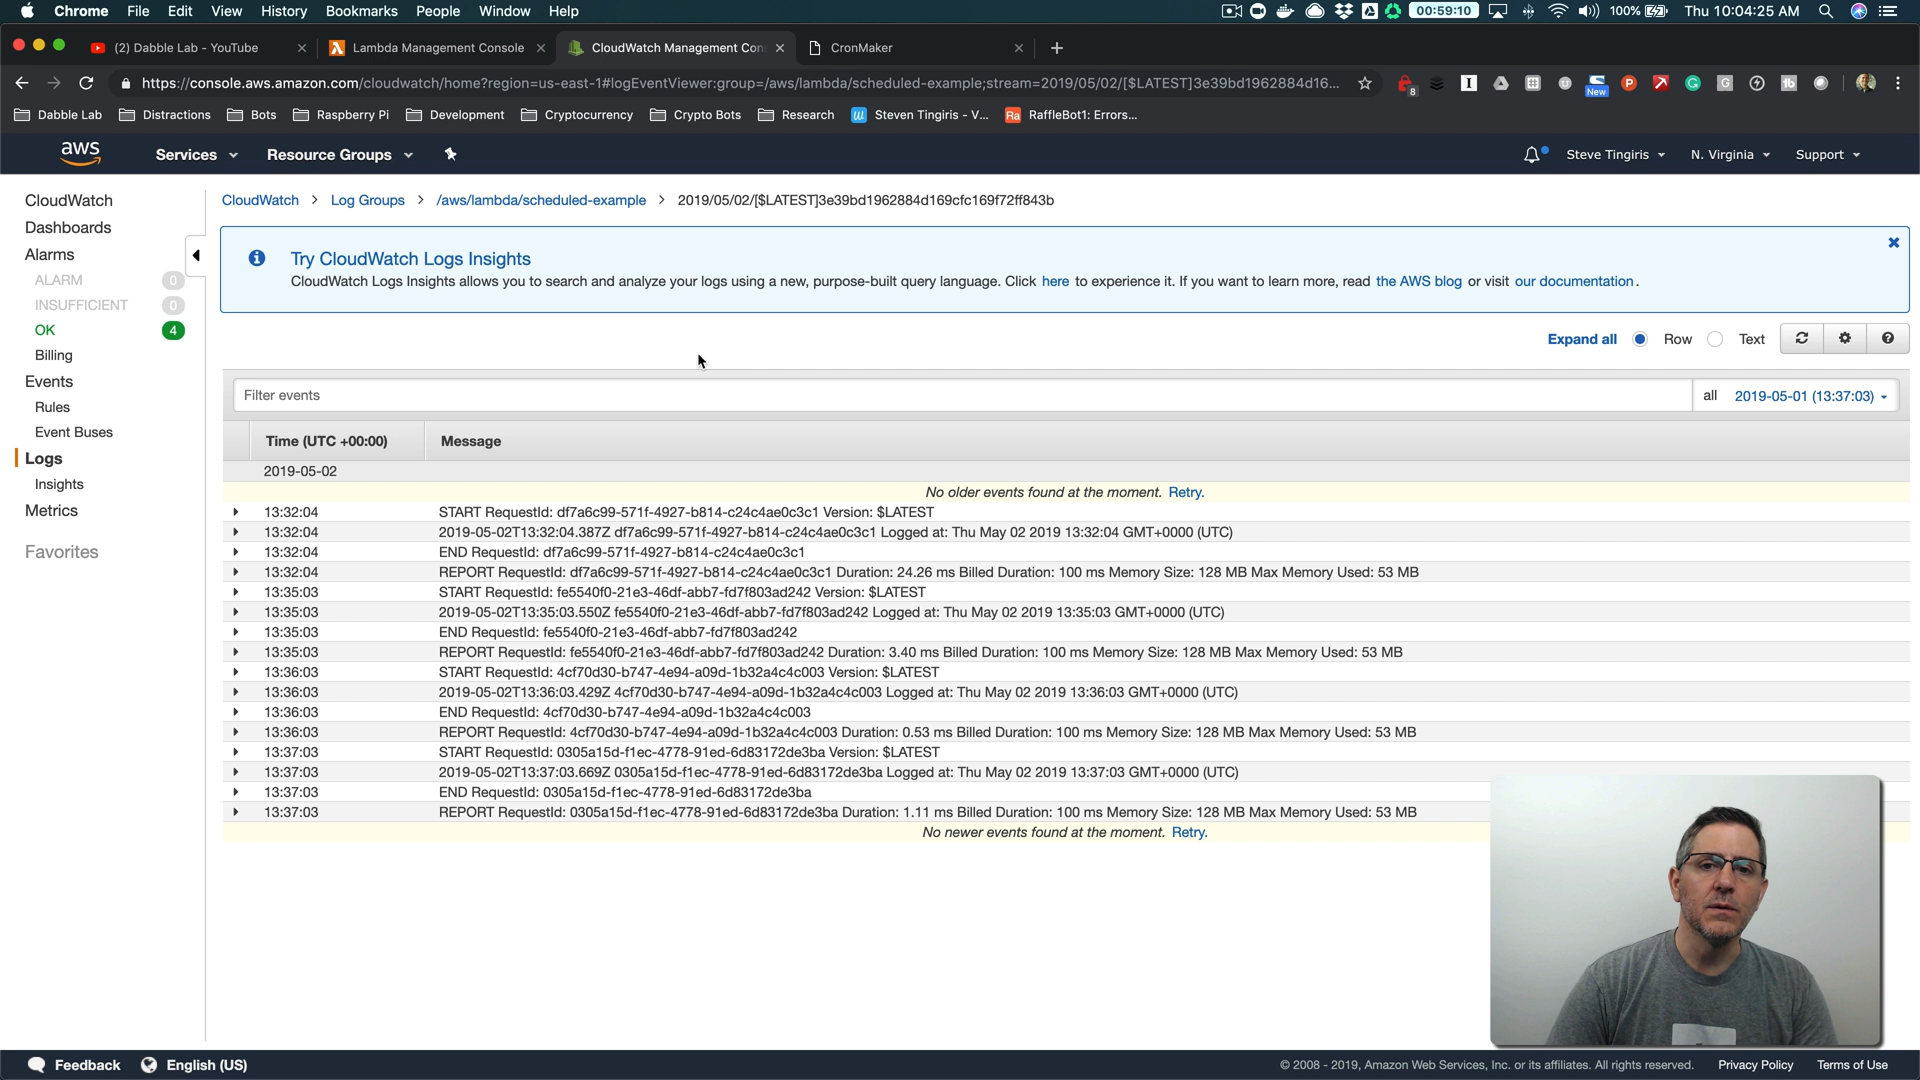 Chrome File Edit View History Bookmarks People Window Help 00:59:10 100% Thu 10:04:25 AM
(2) Dabble Lab - YouTube Lambda Management Console CloudWatch Management Con CronMaker
https://console.aws.amazon.com/cloudwatch/home?region=us-east-1#logEventViewer:group=/aws/lambda/scheduled-example;stream=2019/05/02/[$LATEST]3e39bd1962884d16... 8 New
Dabble Lab Distractions Bots Raspberry Pi Development Cryptocurrency Crypto Bots Research Steven Tingiris - V... Ra RaffleBot1: Errors...
aws Services Resource Groups Steve Tingiris N. Virginia Support
CloudWatch
Dashboards
Alarms
ALARM 0
INSUFFICIENT 0
OK 4
Billing
Events
Rules
Event Buses
Logs
Insights
Metrics
Favorites
CloudWatch > Log Groups > /aws/lambda/scheduled-example > 2019/05/02/[$LATEST]3e39bd1962884d169cfc169f72ff843b
Try CloudWatch Logs Insights
CloudWatch Logs Insights allows you to search and analyze your logs using a new, purpose-built query language. Click here to experience it. If you want to learn more, read the AWS blog or visit our documentation.
Expand all Row Text
Filter events all 2019-05-01 (13:37:03)
Time (UTC +00:00) Message
2019-05-02
No older events found at the moment. Retry.
13:32:04 START RequestId: df7a6c99-571f-4927-b814-c24c4ae0c3c1 Version: $LATEST
13:32:04 2019-05-02T13:32:04.387Z df7a6c99-571f-4927-b814-c24c4ae0c3c1 Logged at: Thu May 02 2019 13:32:04 GMT+0000 (UTC)
13:32:04 END RequestId: df7a6c99-571f-4927-b814-c24c4ae0c3c1
13:32:04 REPORT RequestId: df7a6c99-571f-4927-b814-c24c4ae0c3c1 Duration: 24.26 ms Billed Duration: 100 ms Memory Size: 128 MB Max Memory Used: 53 MB
13:35:03 START RequestId: fe5540f0-21e3-46df-abb7-fd7f803ad242 Version: $LATEST
13:35:03 2019-05-02T13:35:03.550Z fe5540f0-21e3-46df-abb7-fd7f803ad242 Logged at: Thu May 02 2019 13:35:03 GMT+0000 (UTC)
13:35:03 END RequestId: fe5540f0-21e3-46df-abb7-fd7f803ad242
13:35:03 REPORT RequestId: fe5540f0-21e3-46df-abb7-fd7f803ad242 Duration: 3.40 ms Billed Duration: 100 ms Memory Size: 128 MB Max Memory Used: 53 MB
13:36:03 START RequestId: 4cf70d30-b747-4e94-a09d-1b32a4c4c003 Version: $LATEST
13:36:03 2019-05-02T13:36:03.429Z 4cf70d30-b747-4e94-a09d-1b32a4c4c003 Logged at: Thu May 02 2019 13:36:03 GMT+0000 (UTC)
13:36:03 END RequestId: 4cf70d30-b747-4e94-a09d-1b32a4c4c003
13:36:03 REPORT RequestId: 4cf70d30-b747-4e94-a09d-1b32a4c4c003 Duration: 0.53 ms Billed Duration: 100 ms Memory Size: 128 MB Max Memory Used: 53 MB
13:37:03 START RequestId: 0305a15d-f1ec-4778-91ed-6d83172de3ba Version: $LATEST
13:37:03 2019-05-02T13:37:03.669Z 0305a15d-f1ec-4778-91ed-6d83172de3ba Logged at: Thu May 02 2019 13:37:03 GMT+0000 (UTC)
13:37:03 END RequestId: 0305a15d-f1ec-4778-91ed-6d83172de3ba
13:37:03 REPORT RequestId: 0305a15d-f1ec-4778-91ed-6d83172de3ba Duration: 1.11 ms Billed Duration: 100 ms Memory Size: 128 MB Max Memory Used: 53 MB
No newer events found at the moment. Retry.
Feedback English (US) © 2008 - 2019, Amazon Web Services, Inc. or its affiliates. All rights reserved. Privacy Policy Terms of Use